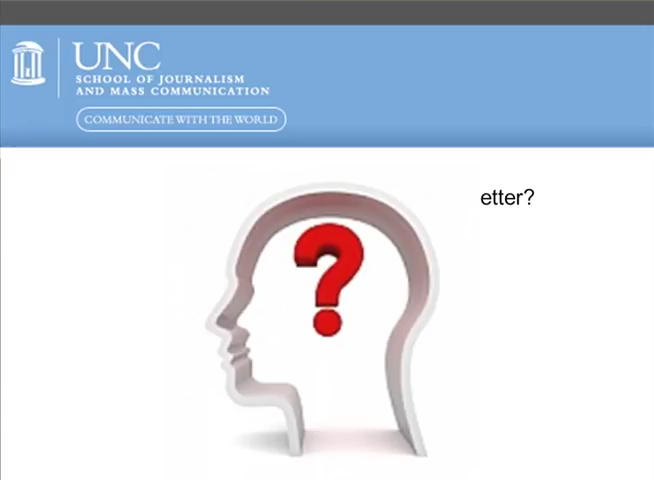 UNC
SCHOOL OF JOURNALISM
AND MASS COMMUNICATION
COMMUNICATE WITH THE WORLD
etter?
?